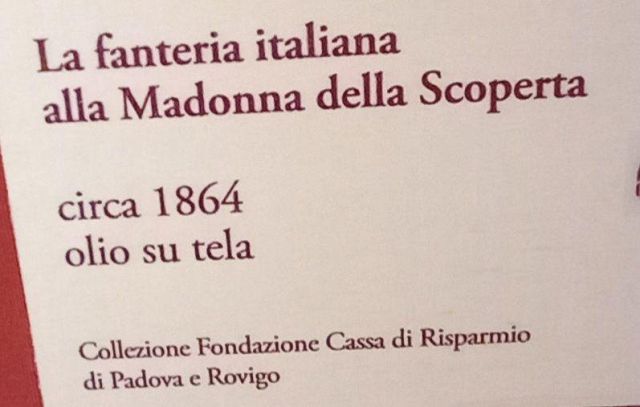 La fanteria italiana
alla Madonna della Scoperta
circa 1864
olio su tela
Collezione Fondazione Cassa di Risparmio
di Padova e Rovigo